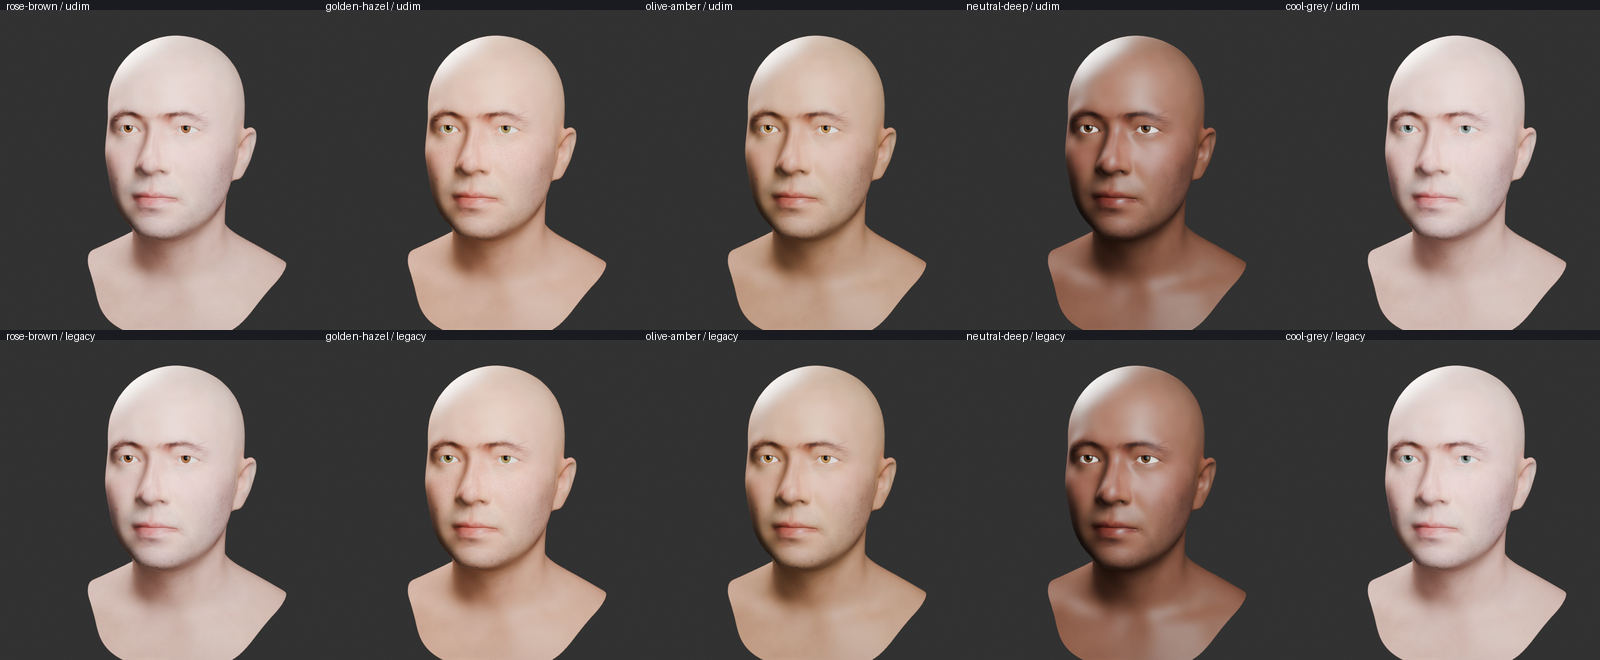 rose-brown / udim
golden-hazel / udim
olive-amber / udim
neutral-deep / udim
cool-grey / udim
rose-brown / legacy
golden-hazel / legacy
olive-amber / legacy
neutral-deep / legacy
cool-grey / legacy